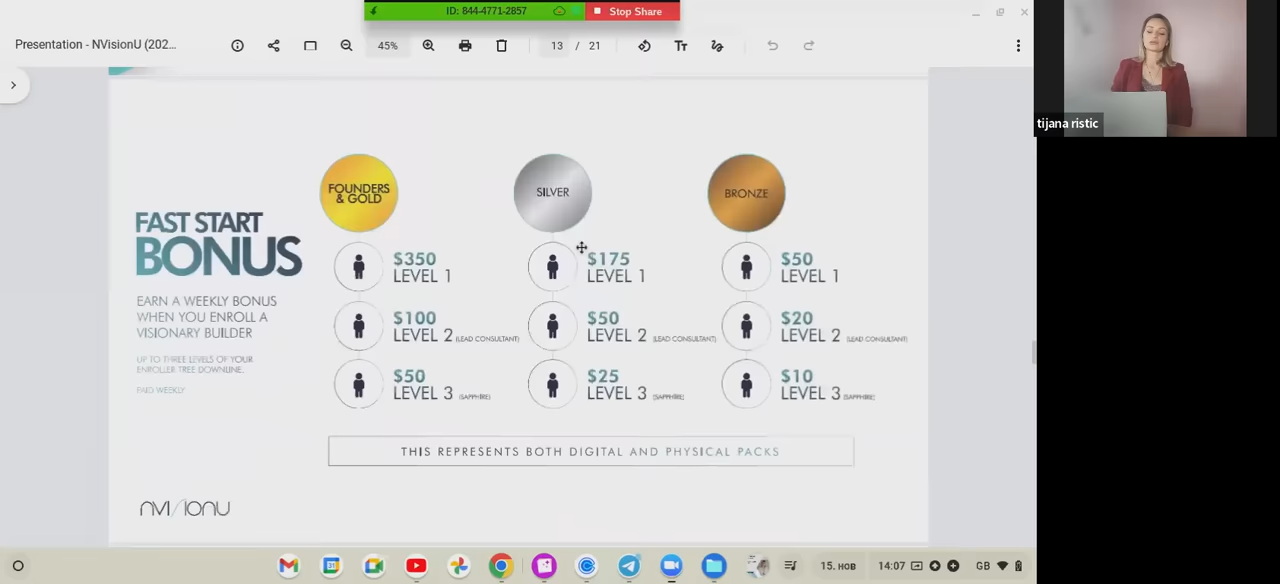 ID: 844-4771-2857
Stop Share
Presentation - NVisionU (202...
45%
13 / 21
tijana ristic
FOUNDERS
& GOLD
SILVER
BRONZE
FAST START
BONUS
EARN A WEEKLY BONUS
WHEN YOU ENROLL A
VISIONARY BUILDER
UP TO THREE LEVELS OF YOUR
ENROLLER TREE DOWNLINE.
PAID WEEKLY
$350
LEVEL 1
$100
LEVEL 2 (LEAD CONSULTANT)
$50
LEVEL 3 (SAPPHIRE)
$175
LEVEL 1
$50
LEVEL 2 (LEAD CONSULTANT)
$25
LEVEL 3 (SAPPHIRE)
$50
LEVEL 1
$20
LEVEL 2 (LEAD CONSULTANT)
$10
LEVEL 3 (SAPPHIRE)
THIS REPRESENTS BOTH DIGITAL AND PHYSICAL PACKS
NVISIONU
15. нов
14:07
GB